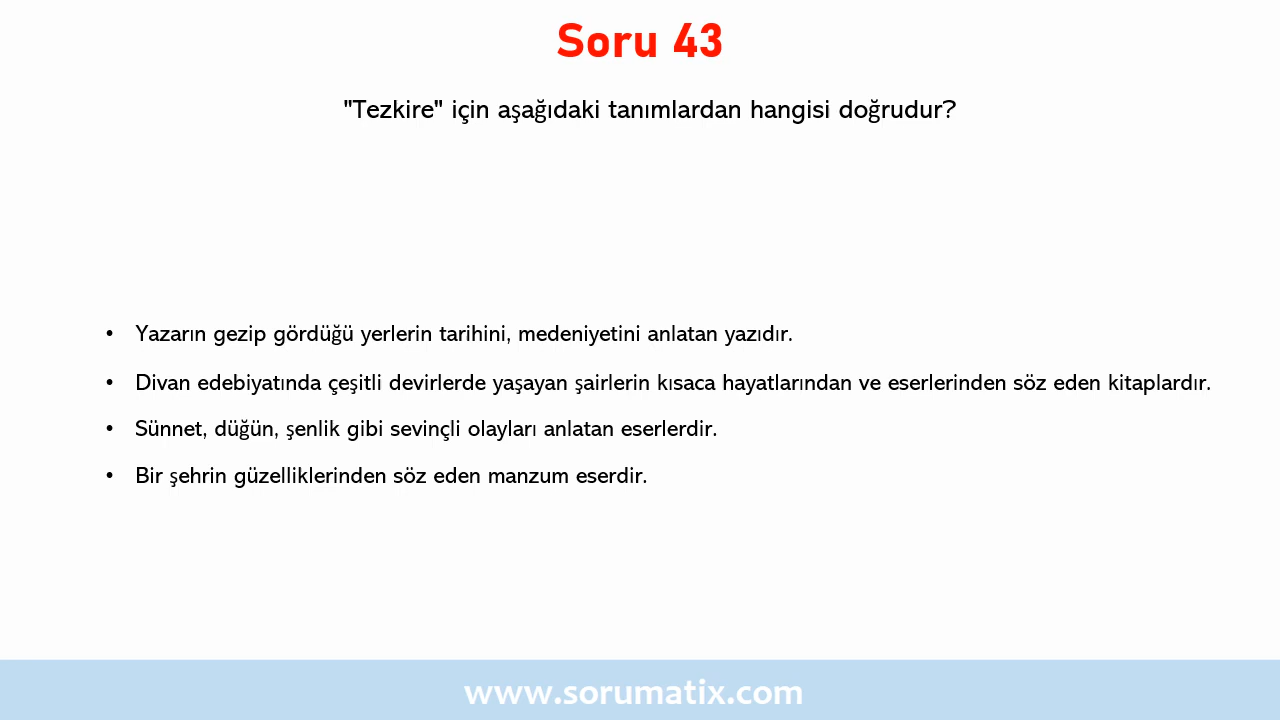 Soru 43
"Tezkire" için aşağıdaki tanımlardan hangisi doğrudur?
• Yazarın gezip gördüğü yerlerin tarihini, medeniyetini anlatan yazıdır.
• Divan edebiyatında çeşitli devirlerde yaşayan şairlerin kısaca hayatlarından ve eserlerinden söz eden kitaplardır.
• Sünnet, düğün, şenlik gibi sevinçli olayları anlatan eserlerdir.
• Bir şehrin güzelliklerinden söz eden manzum eserdir.
www.sorumatix.com